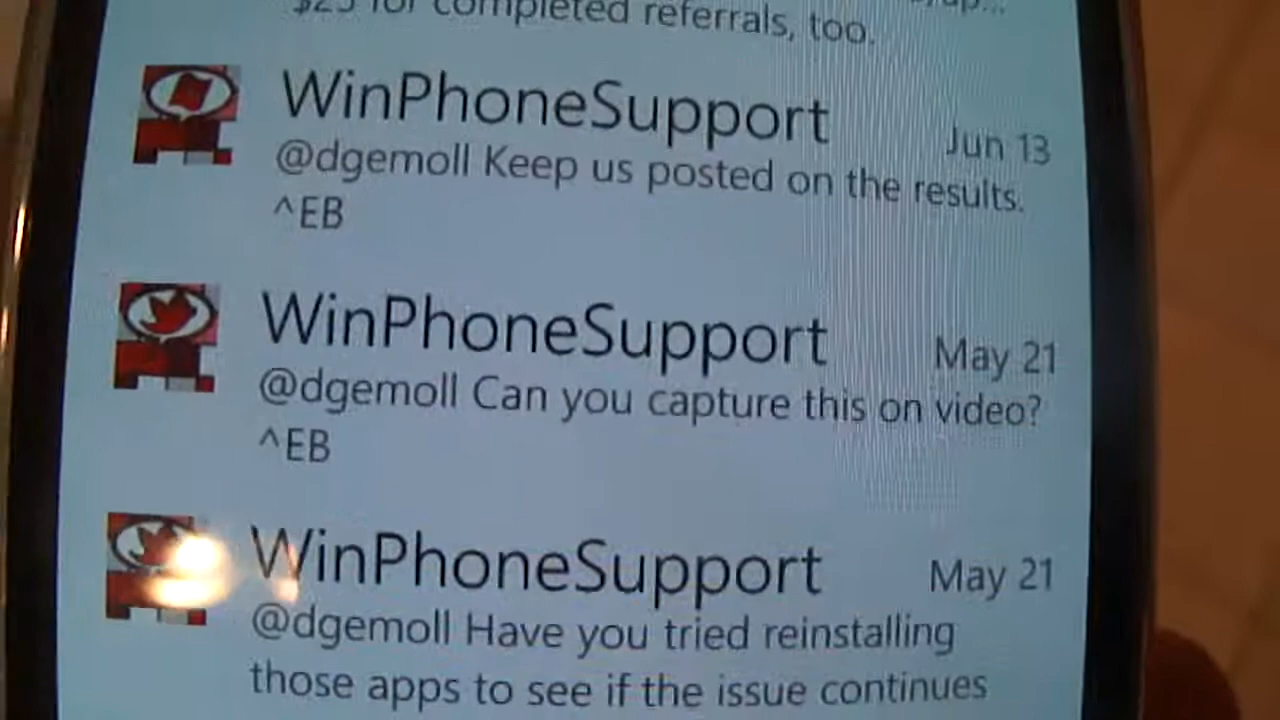 $25 for completed referrals, too.
WinPhoneSupport
Jun 13
@dgemoll Keep us posted on the results.
^EB
WinPhoneSupport
May 21
@dgemoll Can you capture this on video?
^EB
WinPhoneSupport
May 21
@dgemoll Have you tried reinstalling
those apps to see if the issue continues